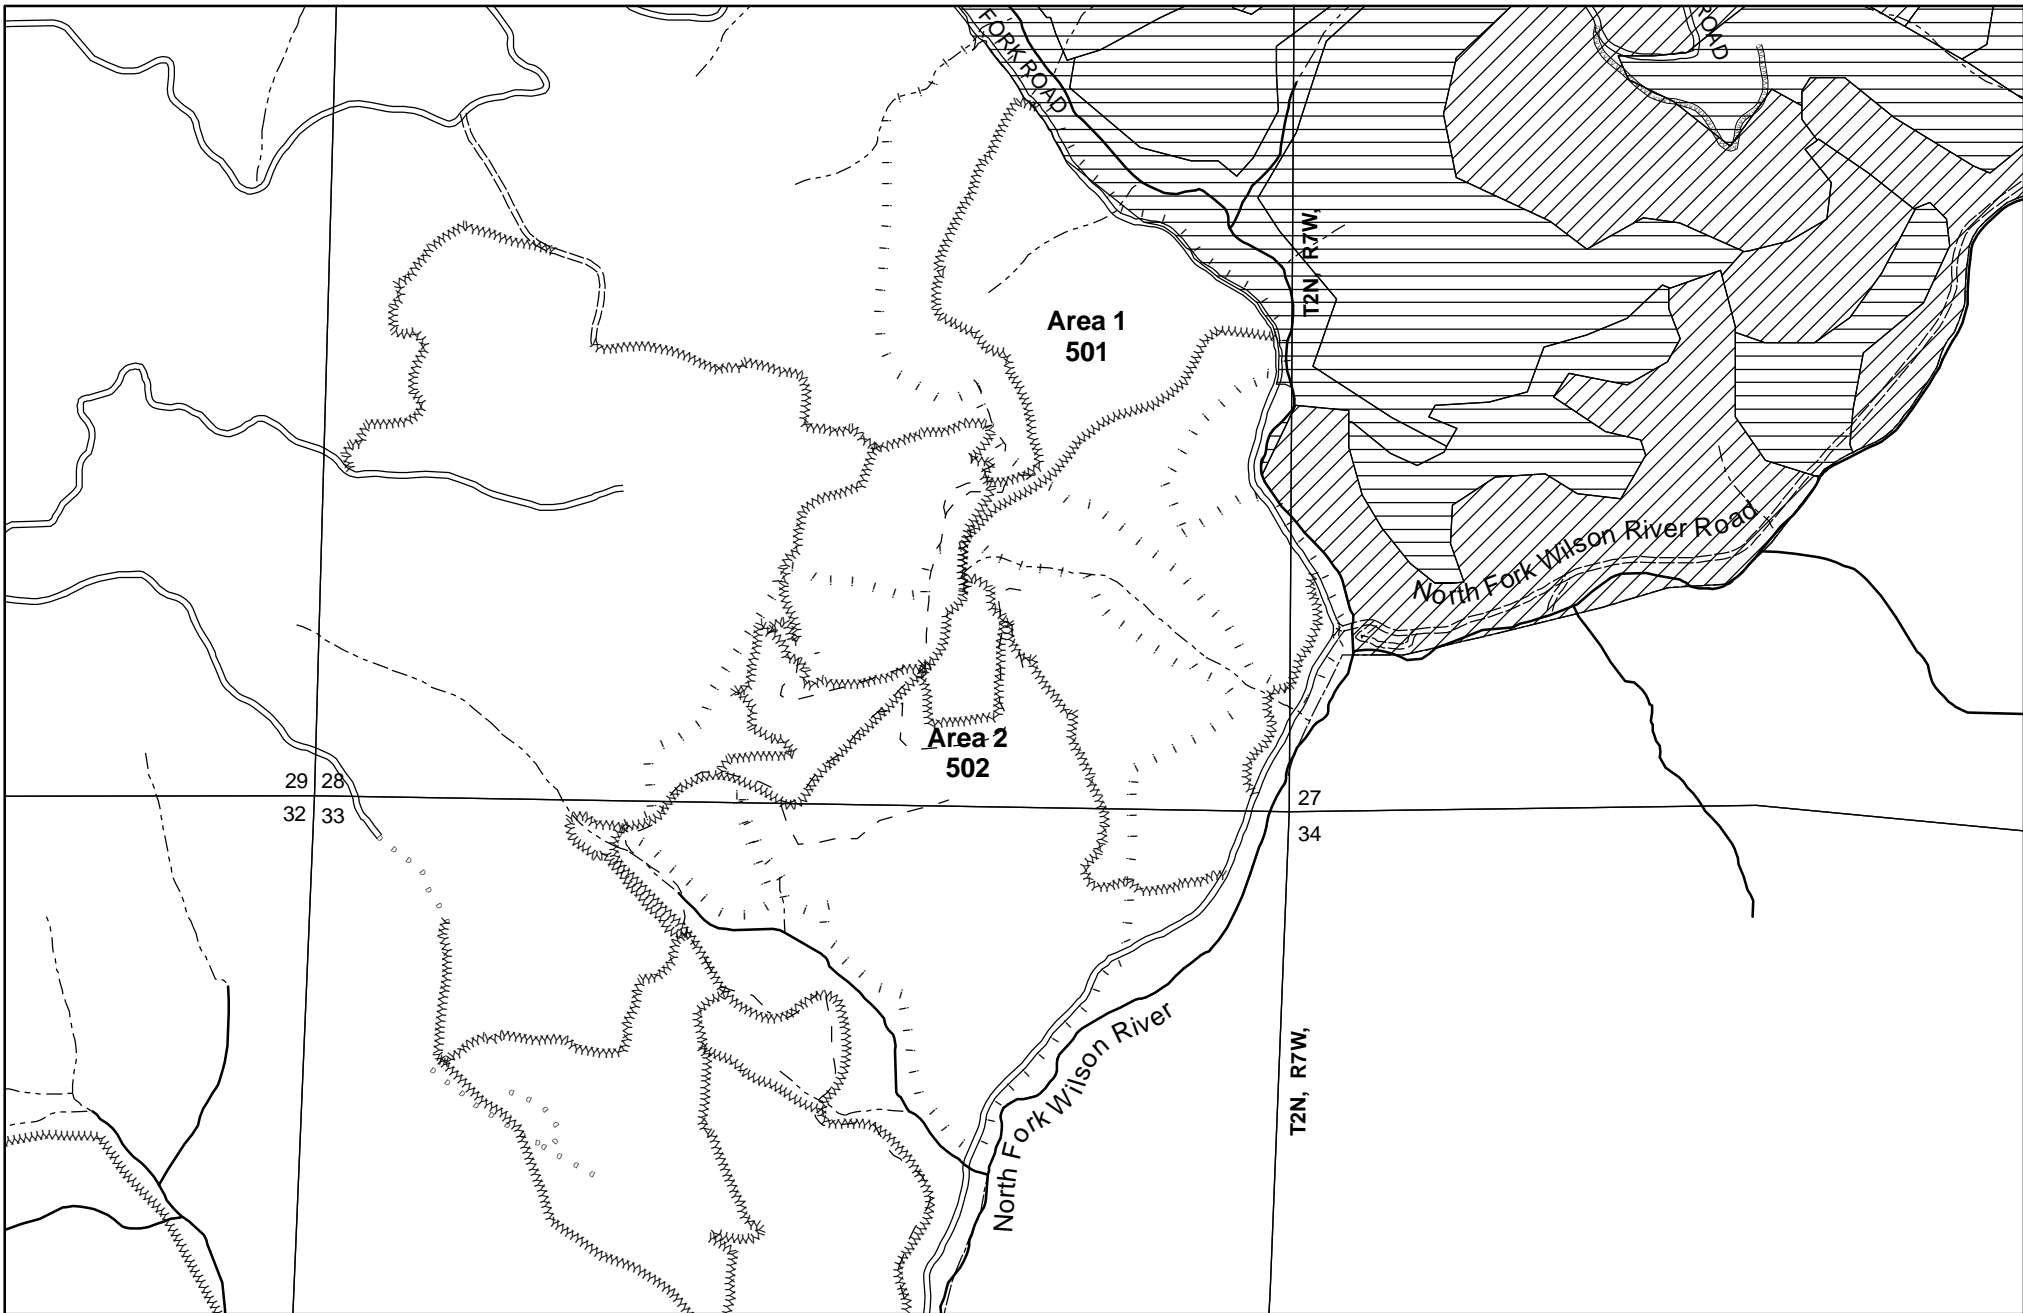 FORK ROAD
ROAD
T2N, R7W,
Area 1
501
North Fork Wilson River Road
Area 2
502
29 28
32 33
27
34
T2N, R7W,
North Fork Wilson River